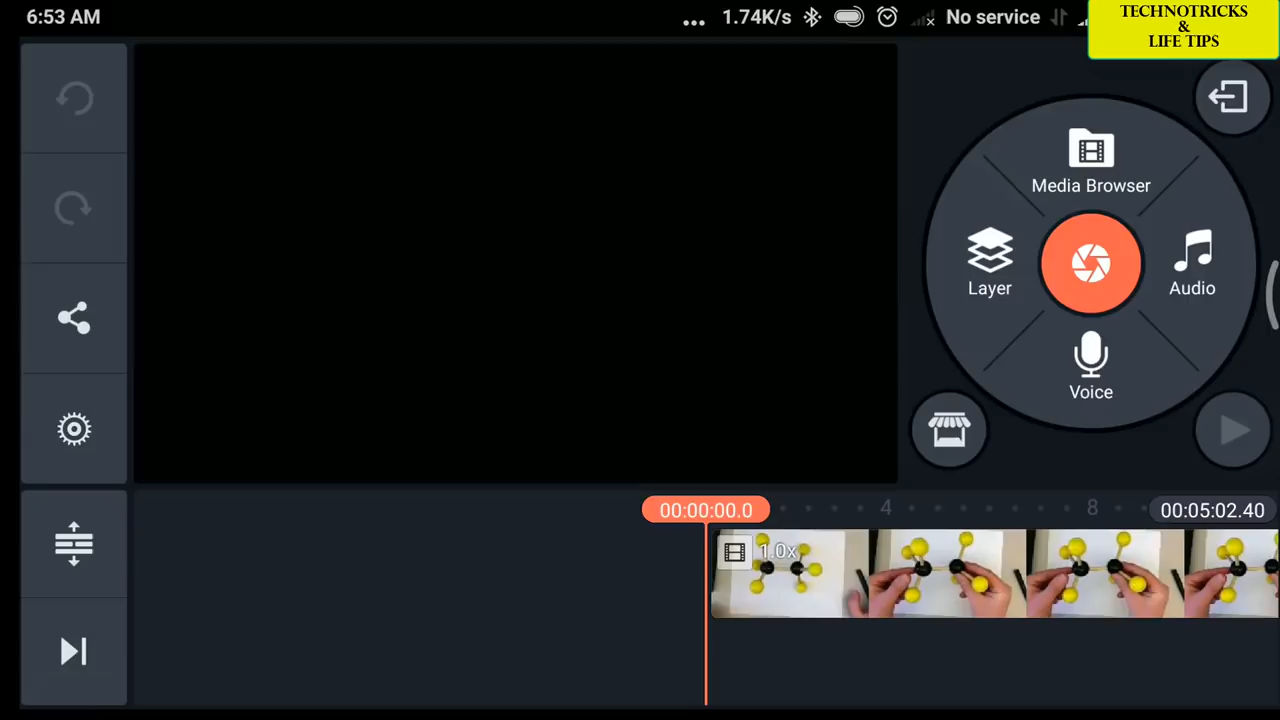 6:53 AM
... 1.74K/s No service
TECHNOTRICKS
&
LIFE TIPS
Media Browser
Layer
Audio
Voice
00:00:00.0
4
8
00:05:02.40
1.0x